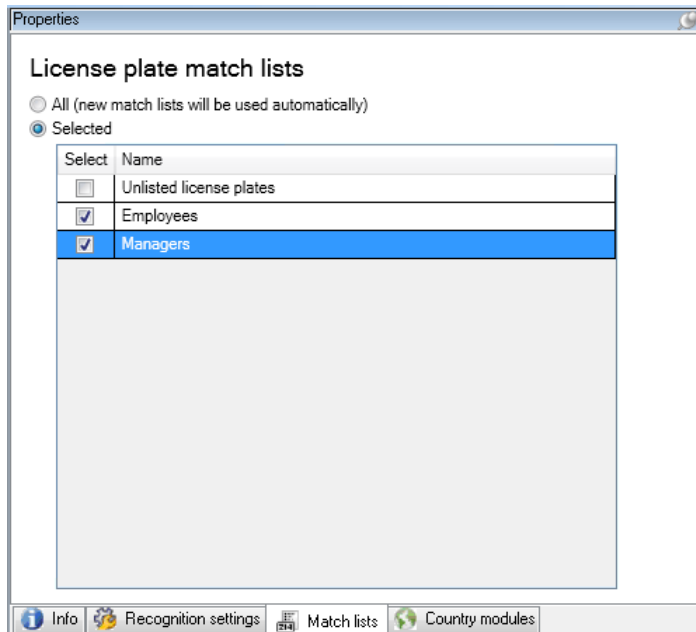 Properties
License plate match lists
All (new match lists will be used automatically)
Selected
Select Name
Unlisted license plates
Employees
Managers
Info Recognition settings Match lists Country modules